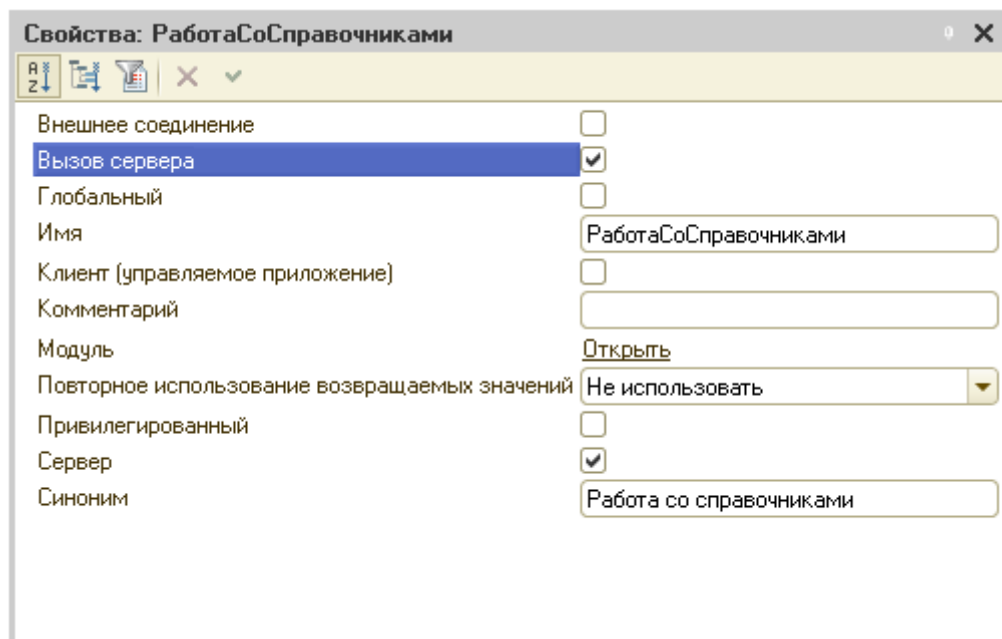 Свойства: РаботаСоСправочниками
Внешнее соединение
Вызов сервера
Глобальный
Имя РаботаСоСправочниками
Клиент (управляемое приложение)
Комментарий
Модуль Открыть
Повторное использование возвращаемых значений Не использовать
Привилегированный
Сервер
Синоним Работа со справочниками